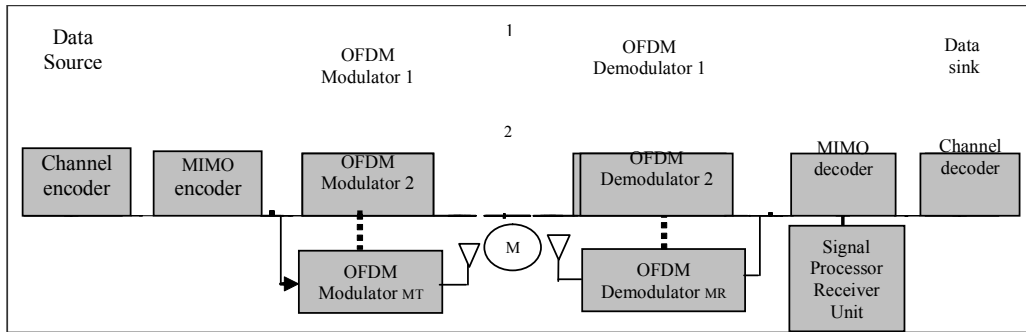 Data
Source
OFDM
Modulator 1
1
OFDM
Demodulator 1
Data
sink
2
Channel
encoder
MIMO
encoder
OFDM
Modulator 2
OFDM
Demodulator 2
MIMO
decoder
Channel
decoder
OFDM
Modulator MT
M
OFDM
Demodulator MR
Signal
Processor
Receiver
Unit